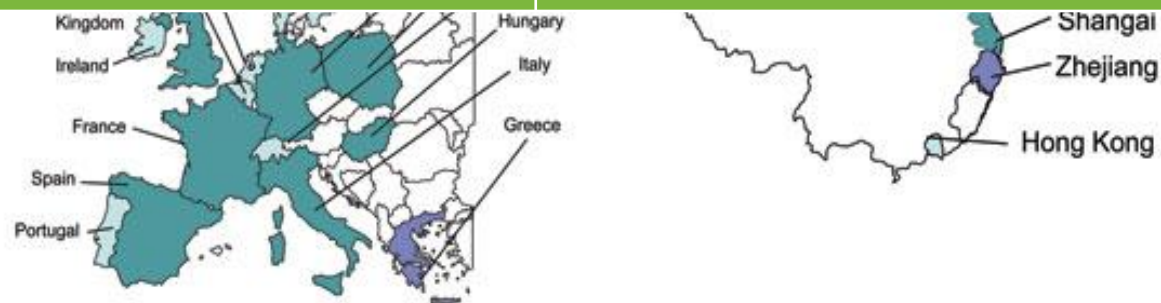 Kingdom
Ireland
France
Spain
Portugal
Hungary
Italy
Greece
Shangai
Zhejiang
Hong Kong